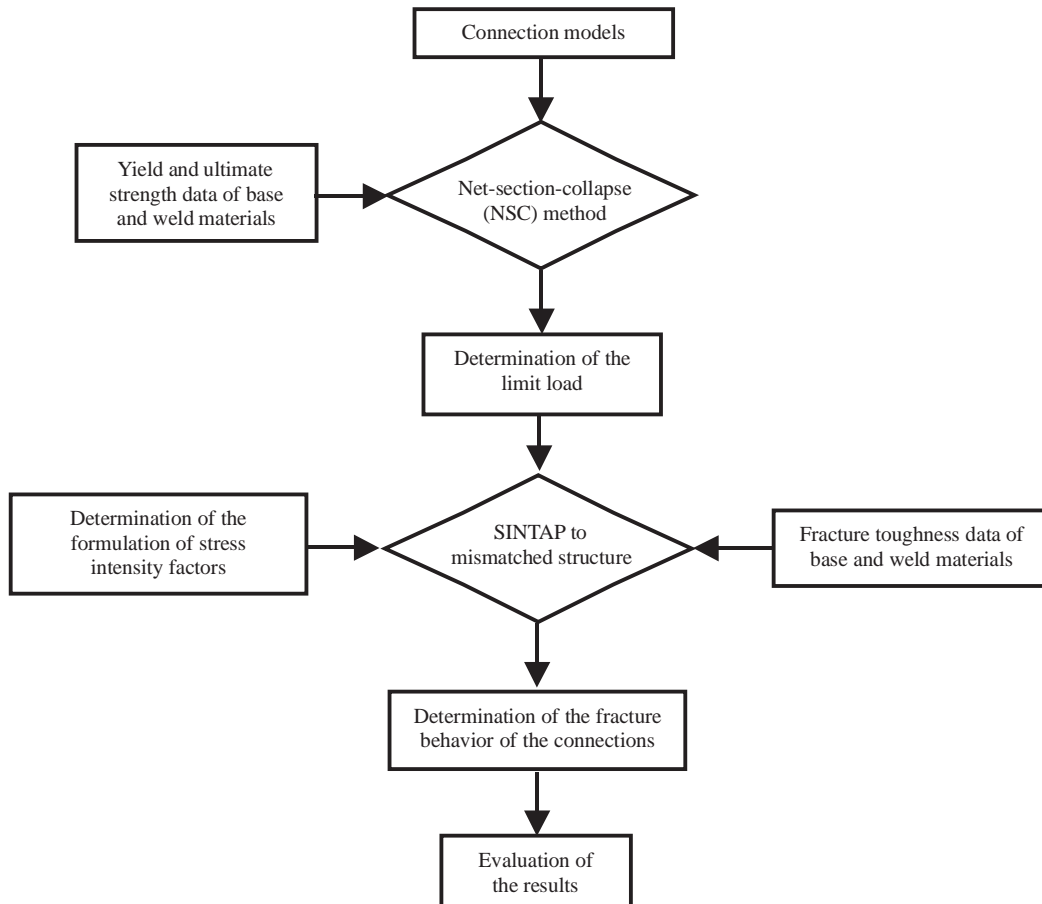 Connection models
Yield and ultimate
strength data of base
and weld materials
Net-section-collapse
(NSC) method
Determination of the
limit load
Determination of the
formulation of stress
intensity factors
SINTAP to
mismatched structure
Fracture toughness data of
base and weld materials
Determination of the fracture
behavior of the connections
Evaluation of
the results